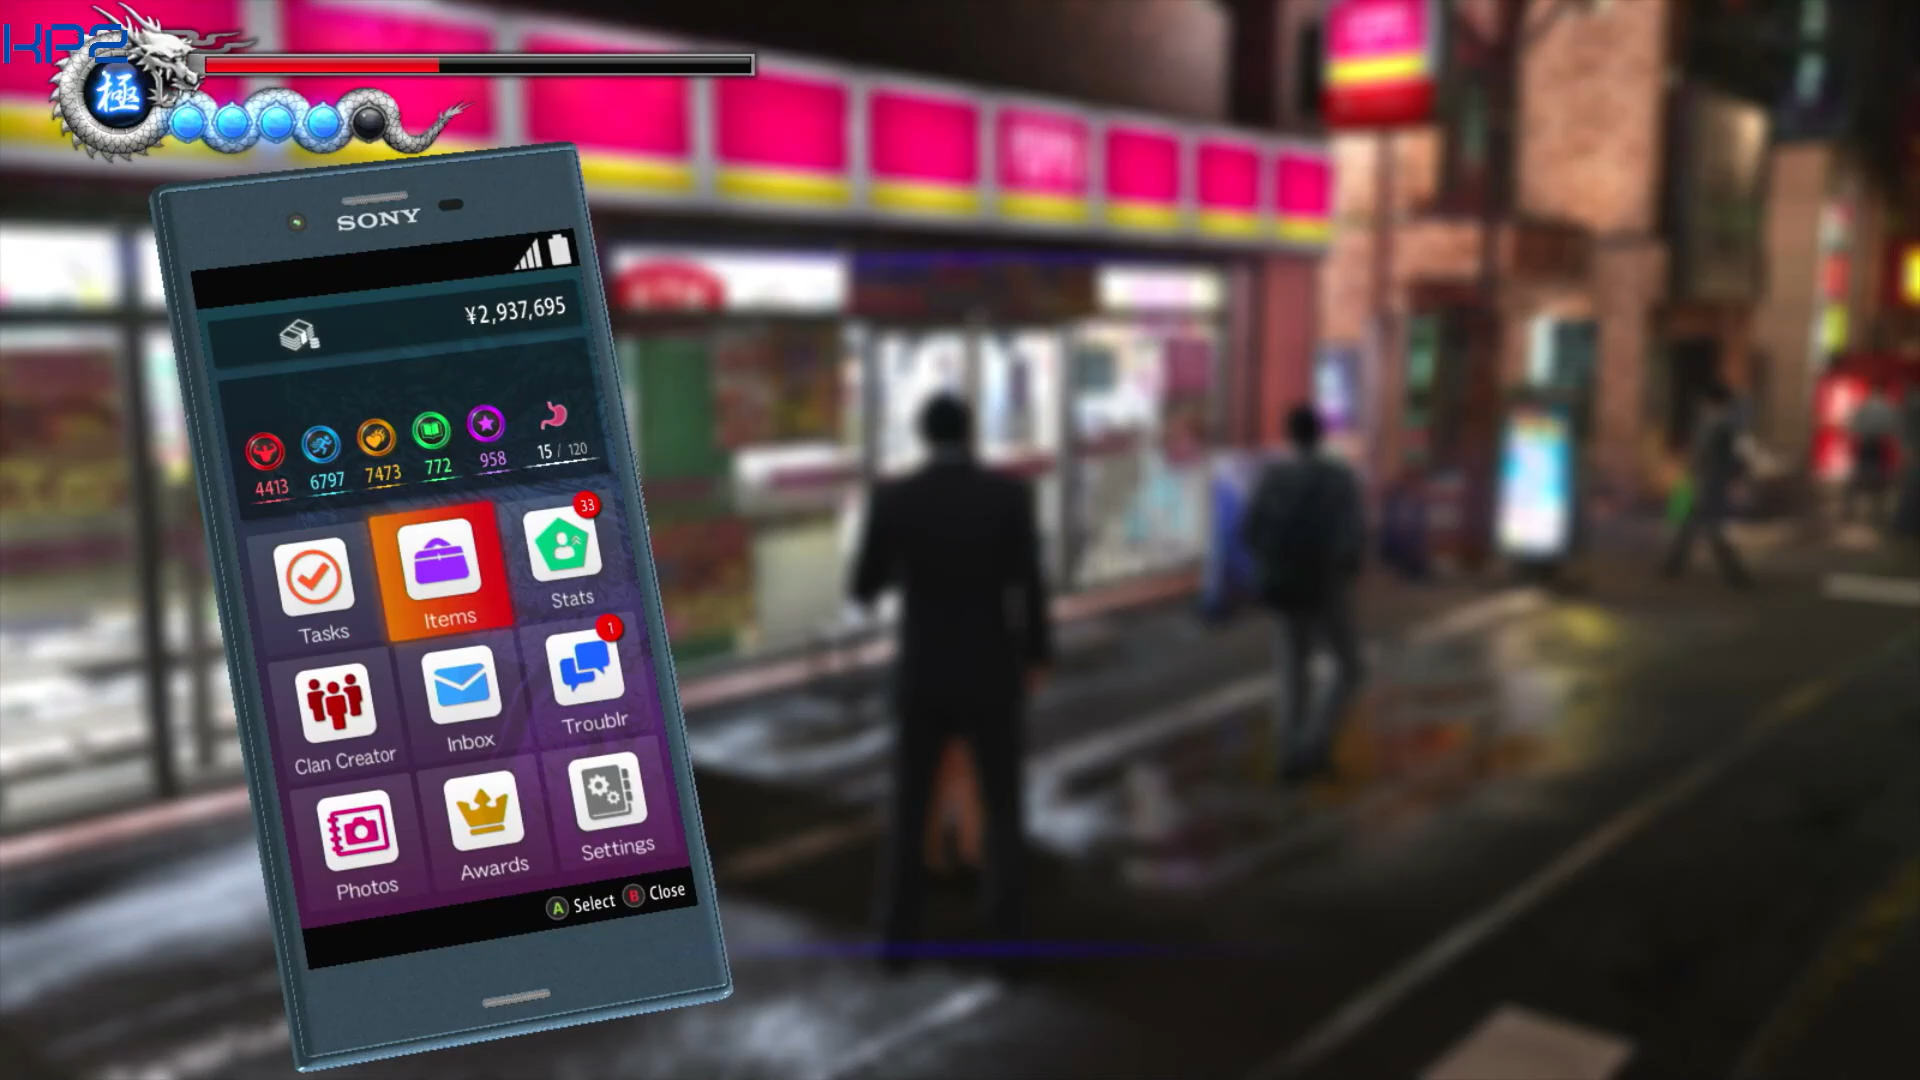 KP2
極
SONY
¥2,937,695
4413
6797
7473
772
958
15 / 120
33
Tasks
Items
Stats
1
Clan Creator
Inbox
Troublr
Photos
Awards
Settings
A Select B Close